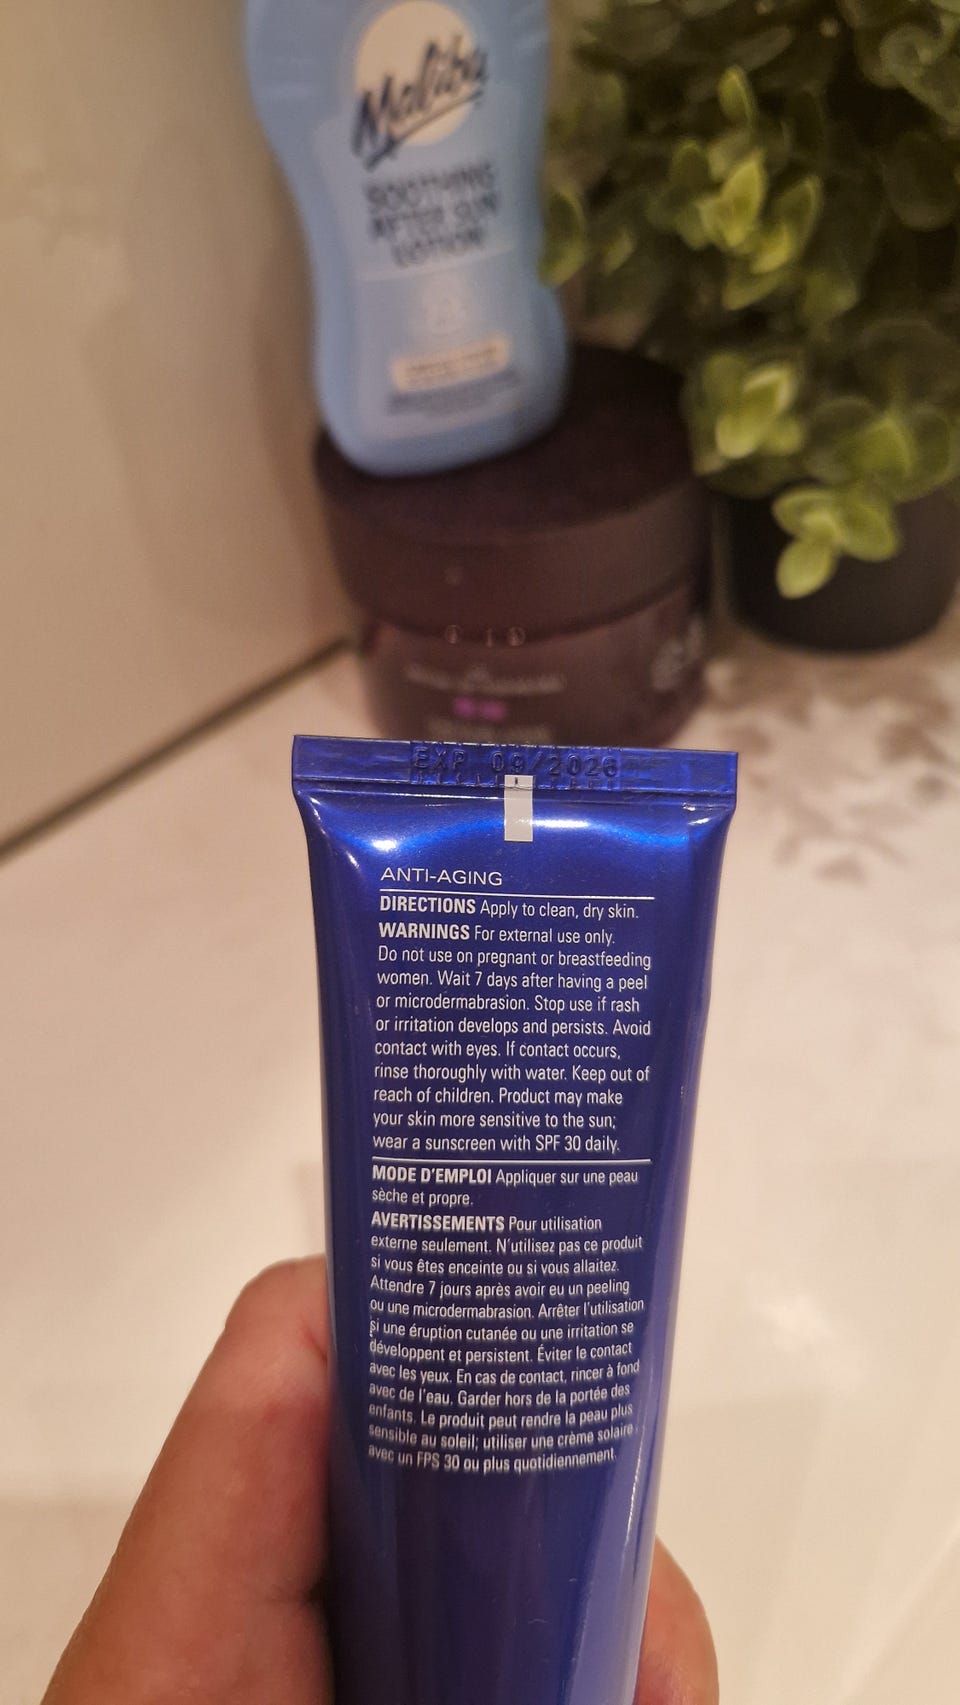 Malibu
SOOTHING
AFTER SUN
LOTION
EXP 09/2026
ANTI-AGING
DIRECTIONS Apply to clean, dry skin.
WARNINGS For external use only.
Do not use on pregnant or breastfeeding
women. Wait 7 days after having a peel
or microdermabrasion. Stop use if rash
or irritation develops and persists. Avoid
contact with eyes. If contact occurs,
rinse thoroughly with water. Keep out of
reach of children. Product may make
your skin more sensitive to the sun;
wear a sunscreen with SPF 30 daily.
MODE D'EMPLOI Appliquer sur une peau
sèche et propre.
AVERTISSEMENTS Pour utilisation
externe seulement. N'utilisez pas ce produit
si vous êtes enceinte ou si vous allaitez.
Attendre 7 jours après avoir eu un peeling
ou une microdermabrasion. Arrêter l'utilisation
si une éruption cutanée ou une irritation se
développent et persistent. Éviter le contact
avec les yeux. En cas de contact, rincer à fond
avec de l'eau. Garder hors de la portée des
enfants. Le produit peut rendre la peau plus
sensible au soleil; utiliser une crème solaire
avec un FPS 30 ou plus quotidiennement.